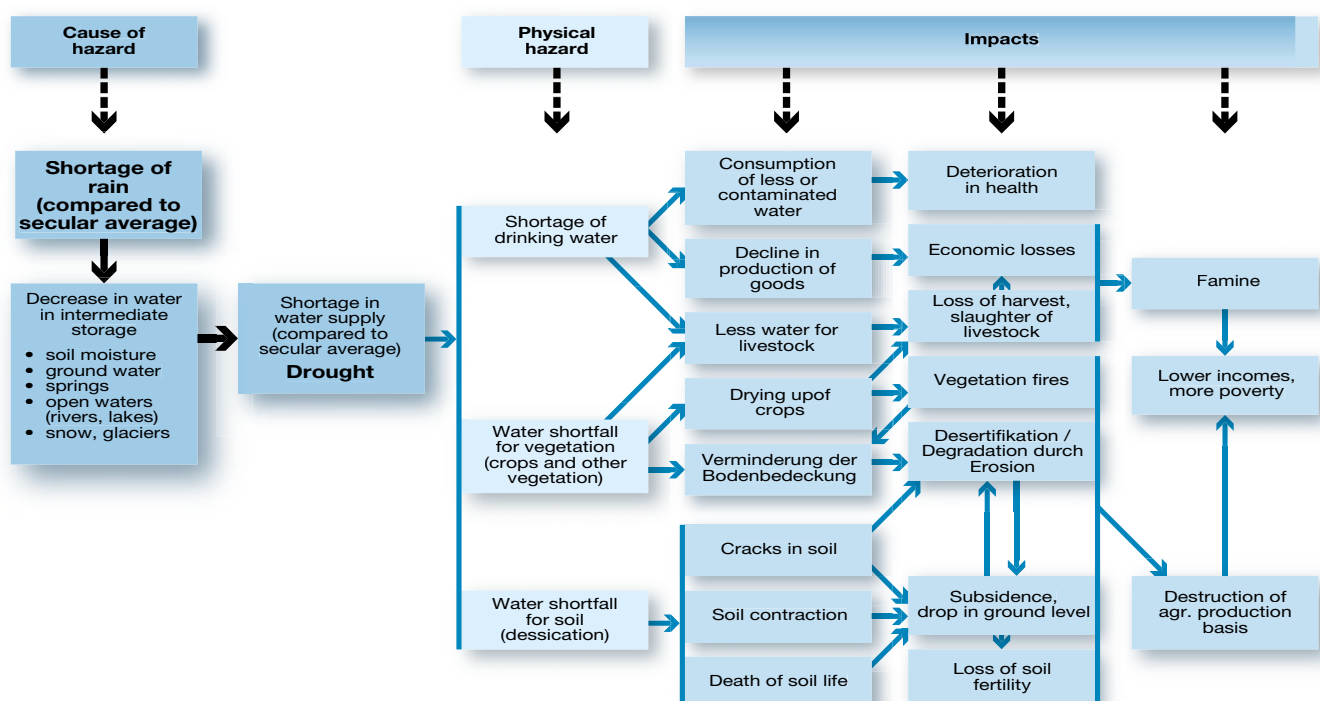 Cause of
hazard
Physical
hazard
Impacts
Shortage of
rain
(compared to
secular average)
Decrease in water
in intermediate
storage
• soil moisture
• ground water
• springs
• open waters
(rivers, lakes)
• snow, glaciers
Shortage in
water supply
(compared to
secular average)
Drought
Shortage of
drinking water
Water shortfall
for vegetation
(crops and other
vegetation)
Water shortfall
for soil
(dessication)
Consumption
of less or
contaminated
water
Decline in
production of
goods
Less water for
livestock
Drying upof
crops
Verminderung der
Bodenbedeckung
Cracks in soil
Soil contraction
Death of soil life
Deterioration
in health
Economic losses
Loss of harvest,
slaughter of
livestock
Vegetation fires
Desertifikation /
Degradation durch
Erosion
Subsidence,
drop in ground level
Loss of soil
fertility
Famine
Lower incomes,
more poverty
Destruction of
agr. production
basis